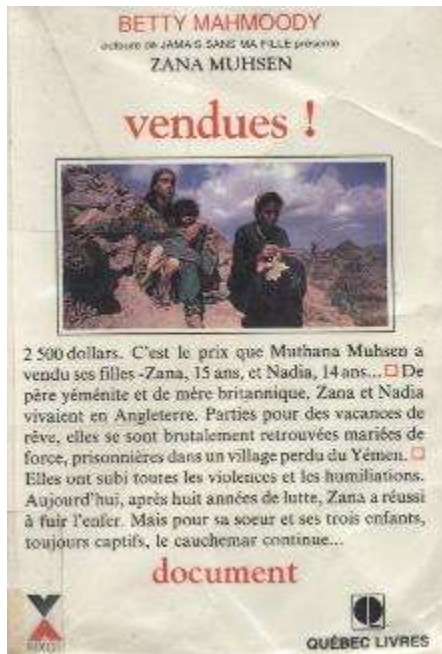 BETTY MAHMOODY
auteure de JAMAIS SANS MA FILLE présente
ZANA MUHSEN
vendues !
2 500 dollars. C'est le prix que Muthana Muhsen a
vendu ses filles -Zana, 15 ans, et Nadia, 14 ans... □ De
père yéménite et de mère britannique, Zana et Nadia
vivaient en Angleterre. Parties pour des vacances de
rêve, elles se sont brutalement retrouvées mariées de
force, prisonnières dans un village perdu du Yémen. □
Elles ont subi toutes les violences et les humiliations.
Aujourd'hui, après huit années de lutte, Zana a réussi
à fuir l'enfer. Mais pour sa soeur et ses trois enfants,
toujours captifs, le cauchemar continue...
document
QUÉBEC LIVRES